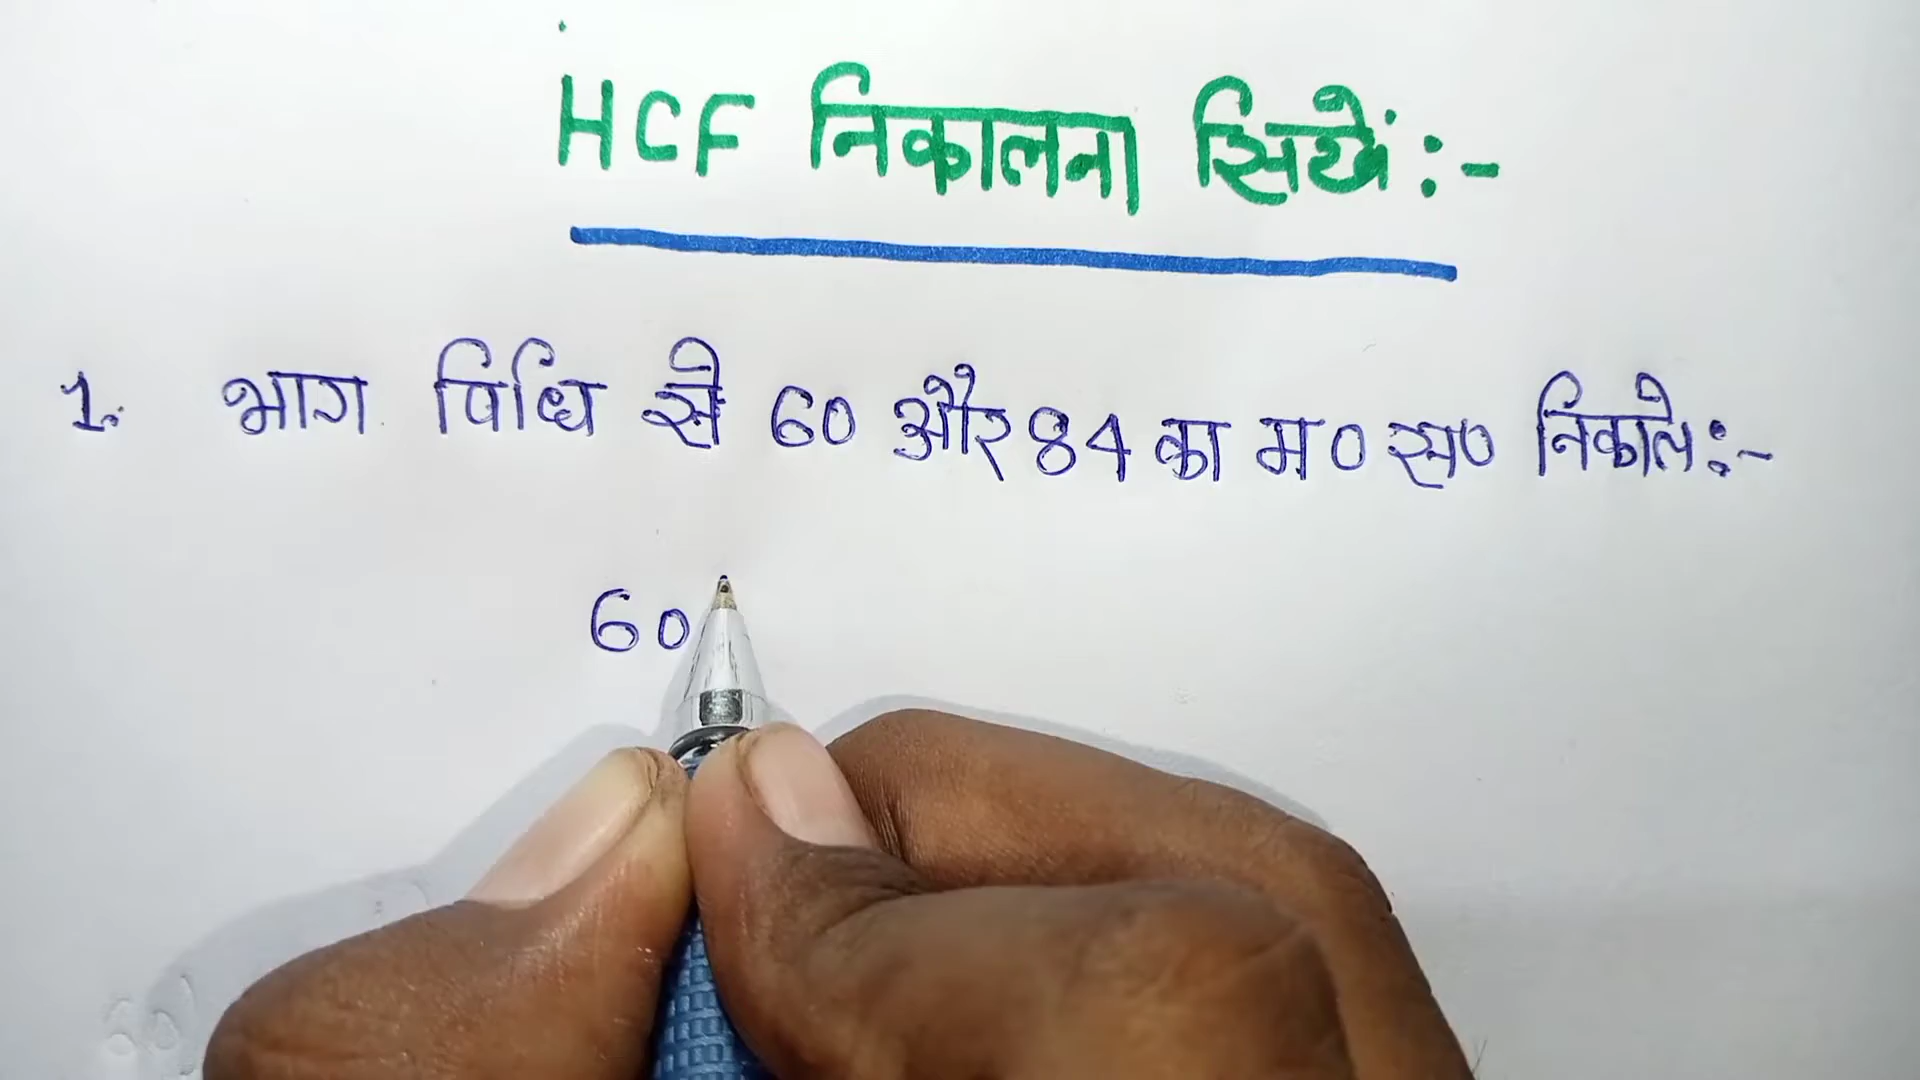 HCF निकालना सिखें :-
1. भाग विधि से 60 और 84 का म० स० निकाले :-
60